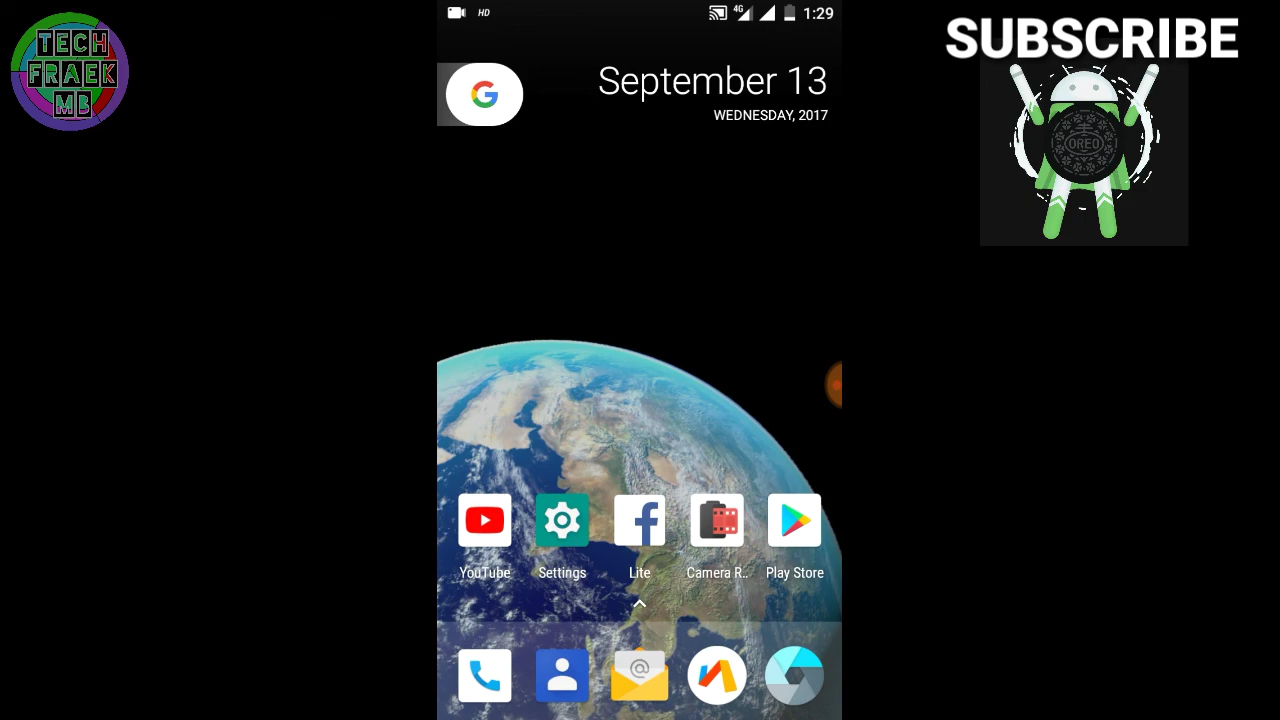 TECH
FRAEK
MB
HD
4G
1:29
SUBSCRIBE
September 13
WEDNESDAY, 2017
OREO
YouTube
Settings
Lite
Camera R..
Play Store